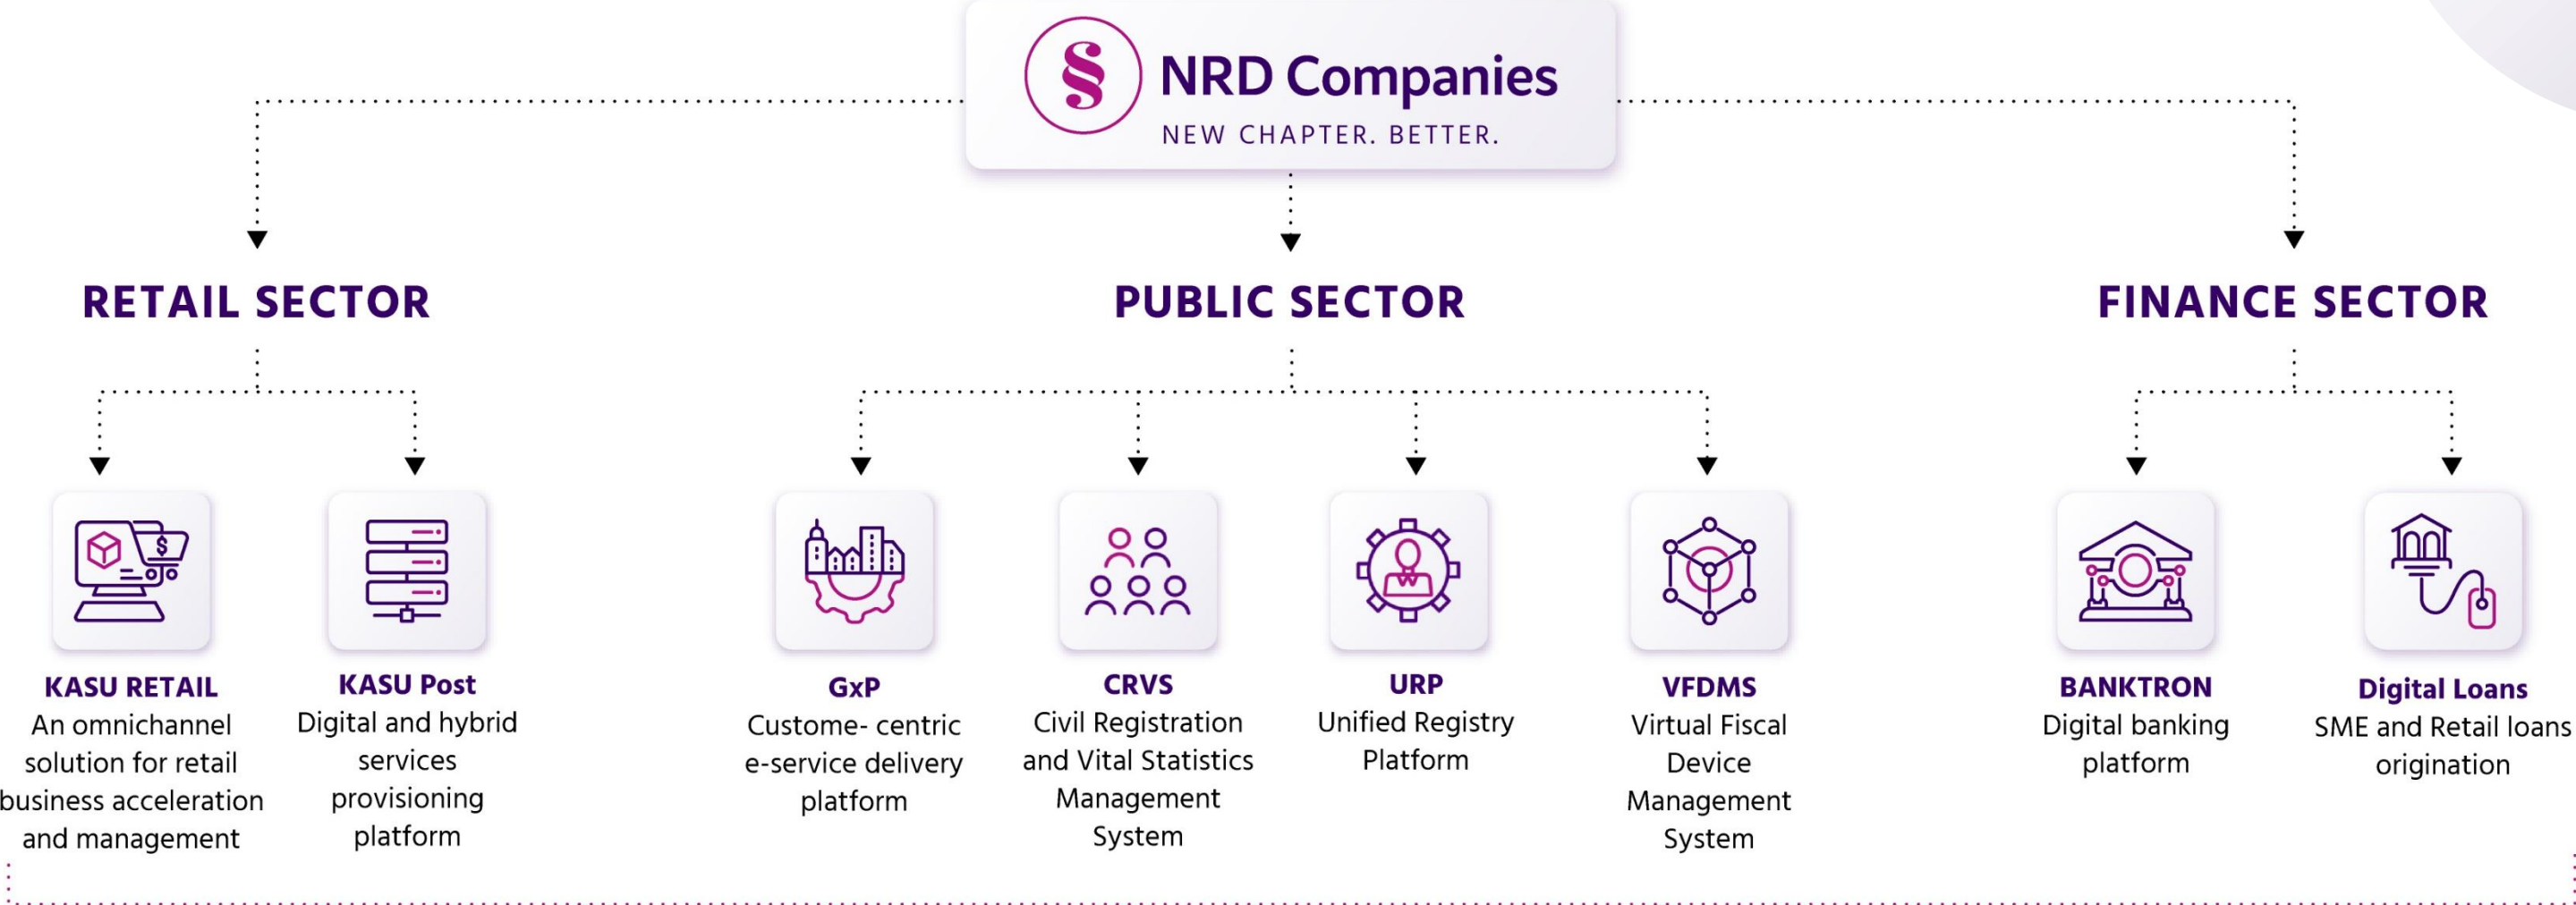 NRD Companies
NEW CHAPTER. BETTER.
RETAIL SECTOR
PUBLIC SECTOR
FINANCE SECTOR
KASU RETAIL
An omnichannel
solution for retail
business acceleration
and management
KASU Post
Digital and hybrid
services
provisioning
platform
GxP
Custome- centric
e-service delivery
platform
CRVS
Civil Registration
and Vital Statistics
Management
System
URP
Unified Registry
Platform
VFDMS
Virtual Fiscal
Device
Management
System
BANKTRON
Digital banking
platform
Digital Loans
SME and Retail loans
origination